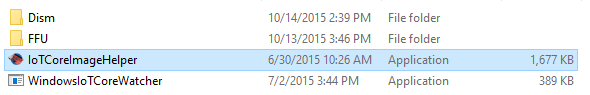 Dism 10/14/2015 2:39 PM File folder
FFU 10/13/2015 3:46 PM File folder
IoTCoreImageHelper 6/30/2015 10:26 AM Application 1,677 KB
WindowsIoTCoreWatcher 7/2/2015 3:44 PM Application 389 KB